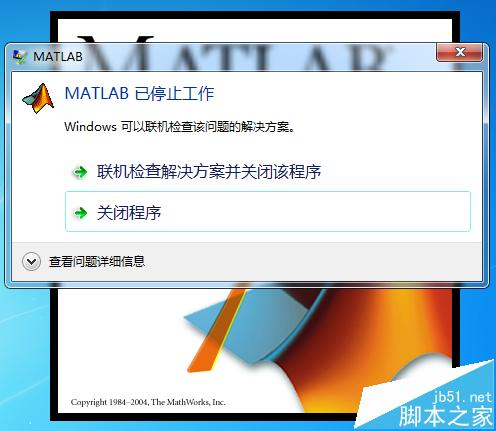 MATLAB
MATLAB 已停止工作
Windows 可以联机检查该问题的解决方案。
联机检查解决方案并关闭该程序
关闭程序
查看问题详细信息
Copyright 1984–2004, The MathWorks, Inc.
jb51.net
脚本之家